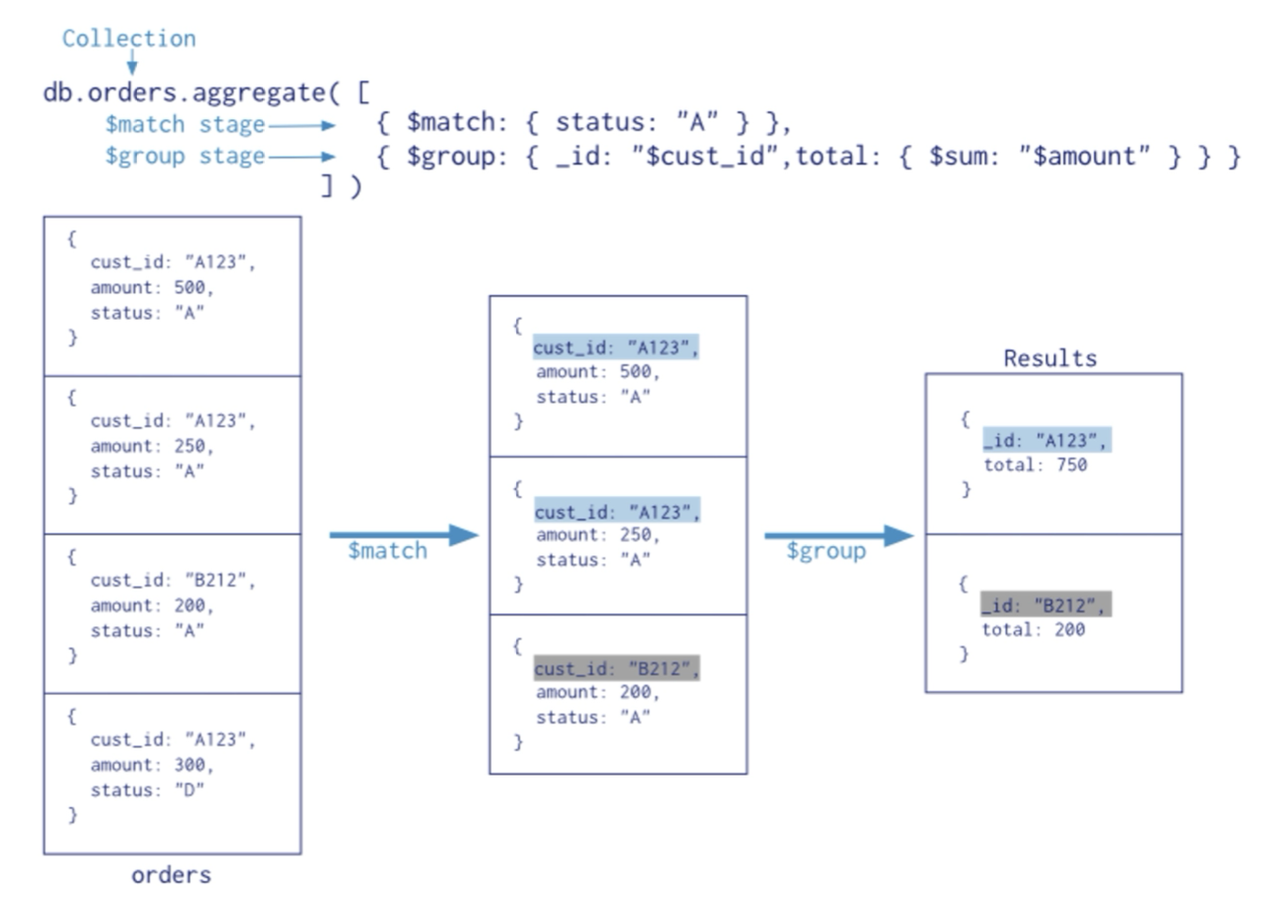 Collection
db.orders.aggregate( [
$match stage { $match: { status: "A" } },
$group stage { $group: { _id: "$cust_id",total: { $sum: "$amount" } } }
] )
{
cust_id: "A123",
amount: 500,
status: "A"
}
{
cust_id: "A123",
amount: 250,
status: "A"
}
{
cust_id: "B212",
amount: 200,
status: "A"
}
{
cust_id: "A123",
amount: 300,
status: "D"
}
orders
$match
{
cust_id: "A123",
amount: 500,
status: "A"
}
{
cust_id: "A123",
amount: 250,
status: "A"
}
{
cust_id: "B212",
amount: 200,
status: "A"
}
$group
Results
{
_id: "A123",
total: 750
}
{
_id: "B212",
total: 200
}